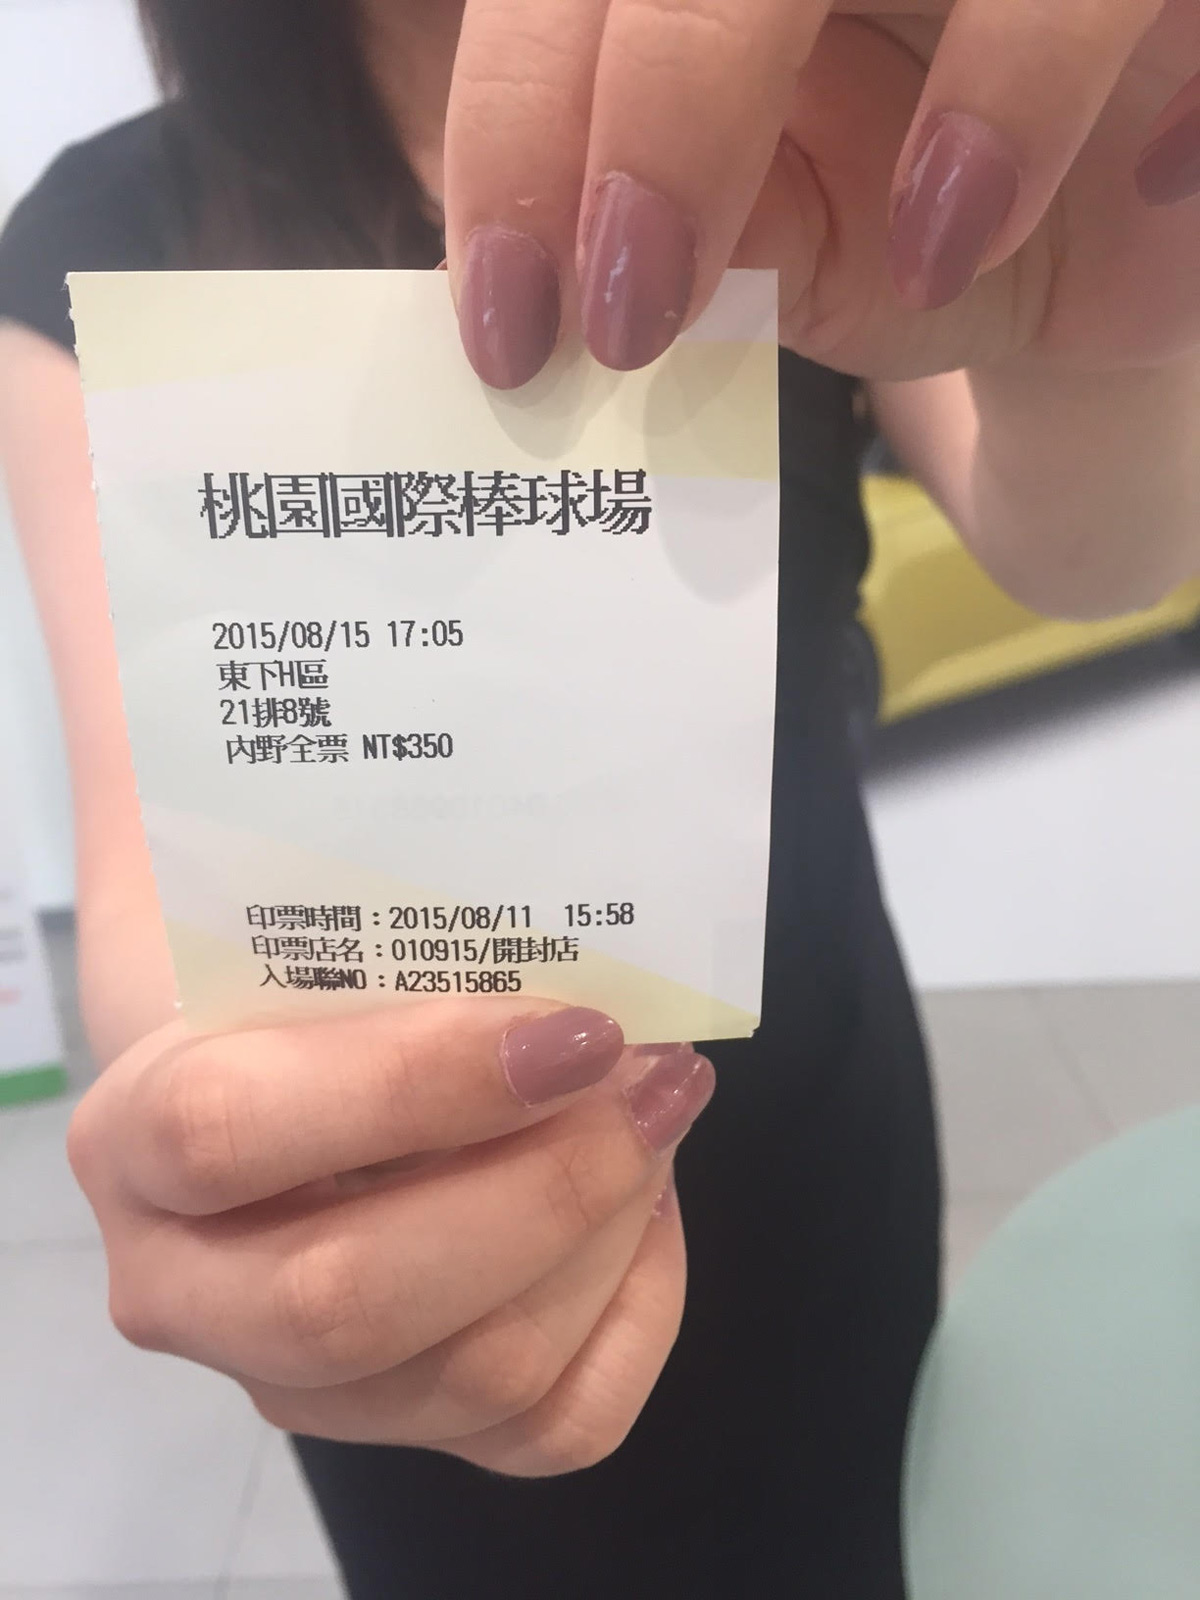 桃園國際棒球場
2015/08/15 17:05
東下H區
21排8號
內野全票 NT$350
印票時間：2015/08/11 15:58
印票店名：010915/開封店
入場聯NO：A23515865